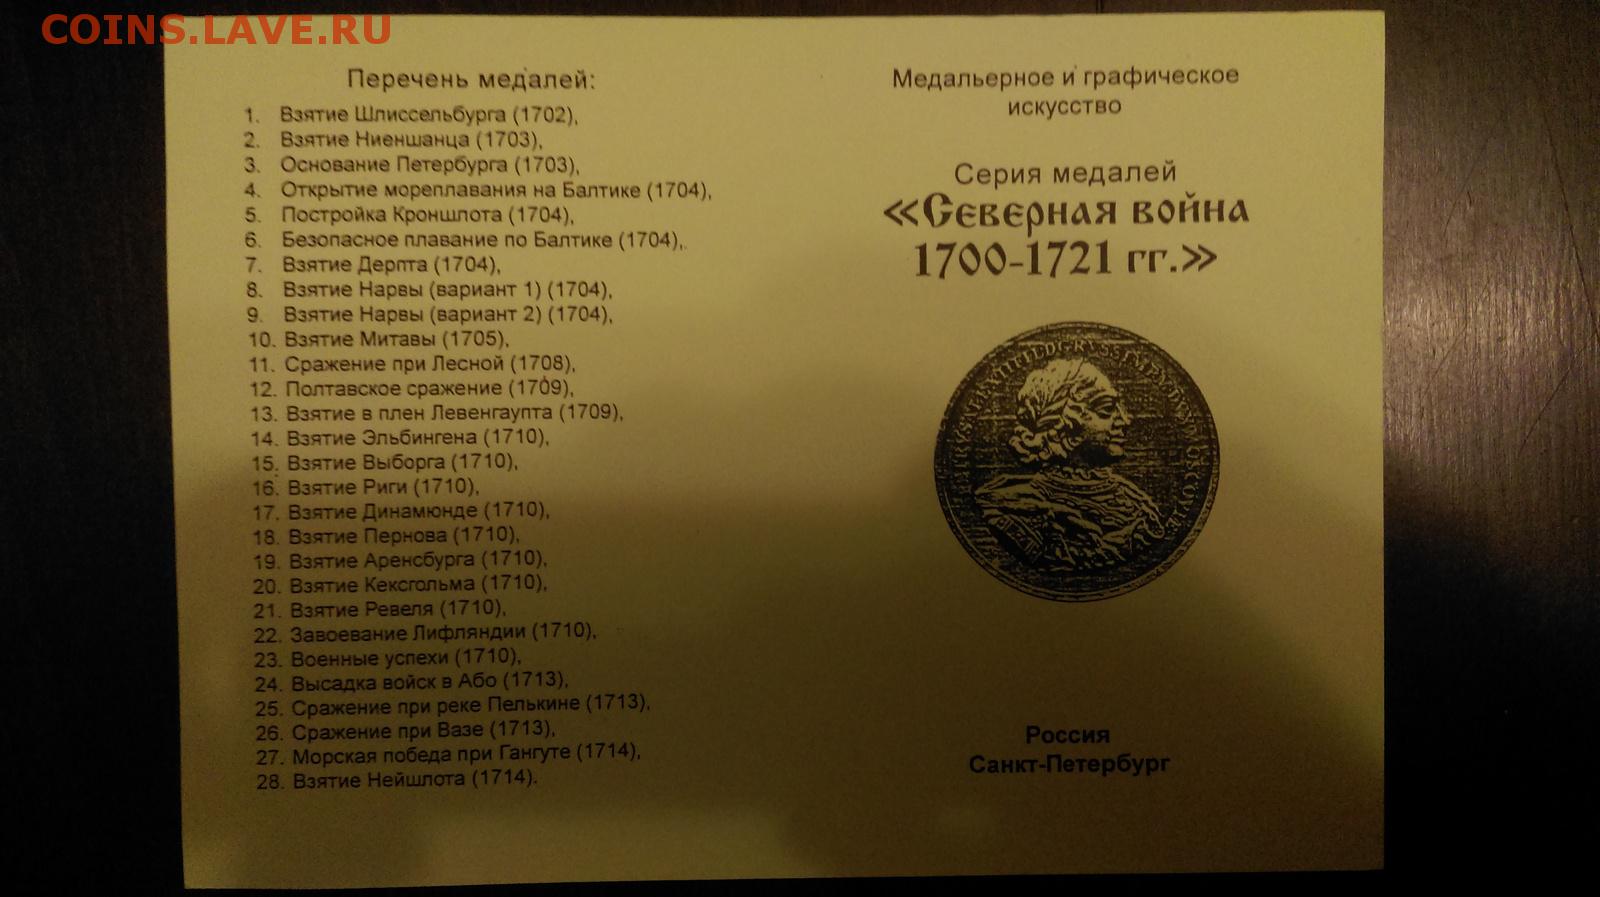 COINS.LAVE.RU
Перечень медалей:
1. Взятие Шлиссельбурга (1702),
2. Взятие Ниеншанца (1703),
3. Основание Петербурга (1703),
4. Открытие мореплавания на Балтике (1704),
5. Постройка Кроншлота (1704),
6. Безопасное плавание по Балтике (1704),
7. Взятие Дерпта (1704),
8. Взятие Нарвы (вариант 1) (1704),
9. Взятие Нарвы (вариант 2) (1704),
10. Взятие Митавы (1705),
11. Сражение при Лесной (1708),
12. Полтавское сражение (1709),
13. Взятие в плен Левенгаупта (1709),
14. Взятие Эльбингена (1710),
15. Взятие Выборга (1710),
16. Взятие Риги (1710),
17. Взятие Динамюнде (1710),
18. Взятие Пернова (1710),
19. Взятие Аренсбурга (1710),
20. Взятие Кексгольма (1710),
21. Взятие Ревеля (1710),
22. Завоевание Лифляндии (1710),
23. Военные успехи (1710),
24. Высадка войск в Або (1713),
25. Сражение при реке Пелькине (1713),
26. Сражение при Вазе (1713),
27. Морская победа при Гангуте (1714),
28. Взятие Нейшлота (1714).
Медальерное и графическое
искусство
Серия медалей
«Северная война
1700-1721 гг.»
Россия
Санкт-Петербург